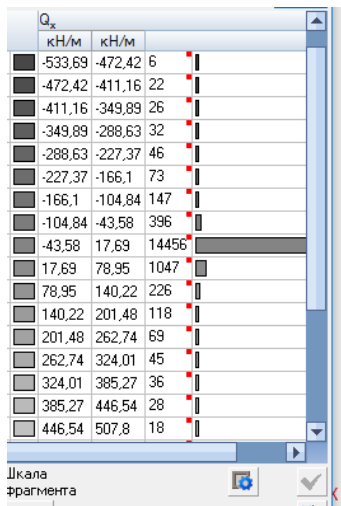 Qx
кН/м кН/м
-533,69 -472,42 6
-472,42 -411,16 22
-411,16 -349,89 26
-349,89 -288,63 32
-288,63 -227,37 46
-227,37 -166,1 73
-166,1 -104,84 147
-104,84 -43,58 396
-43,58 17,69 14456
17,69 78,95 1047
78,95 140,22 226
140,22 201,48 118
201,48 262,74 69
262,74 324,01 45
324,01 385,27 36
385,27 446,54 28
446,54 507,8 18
Шкала
фрагмента